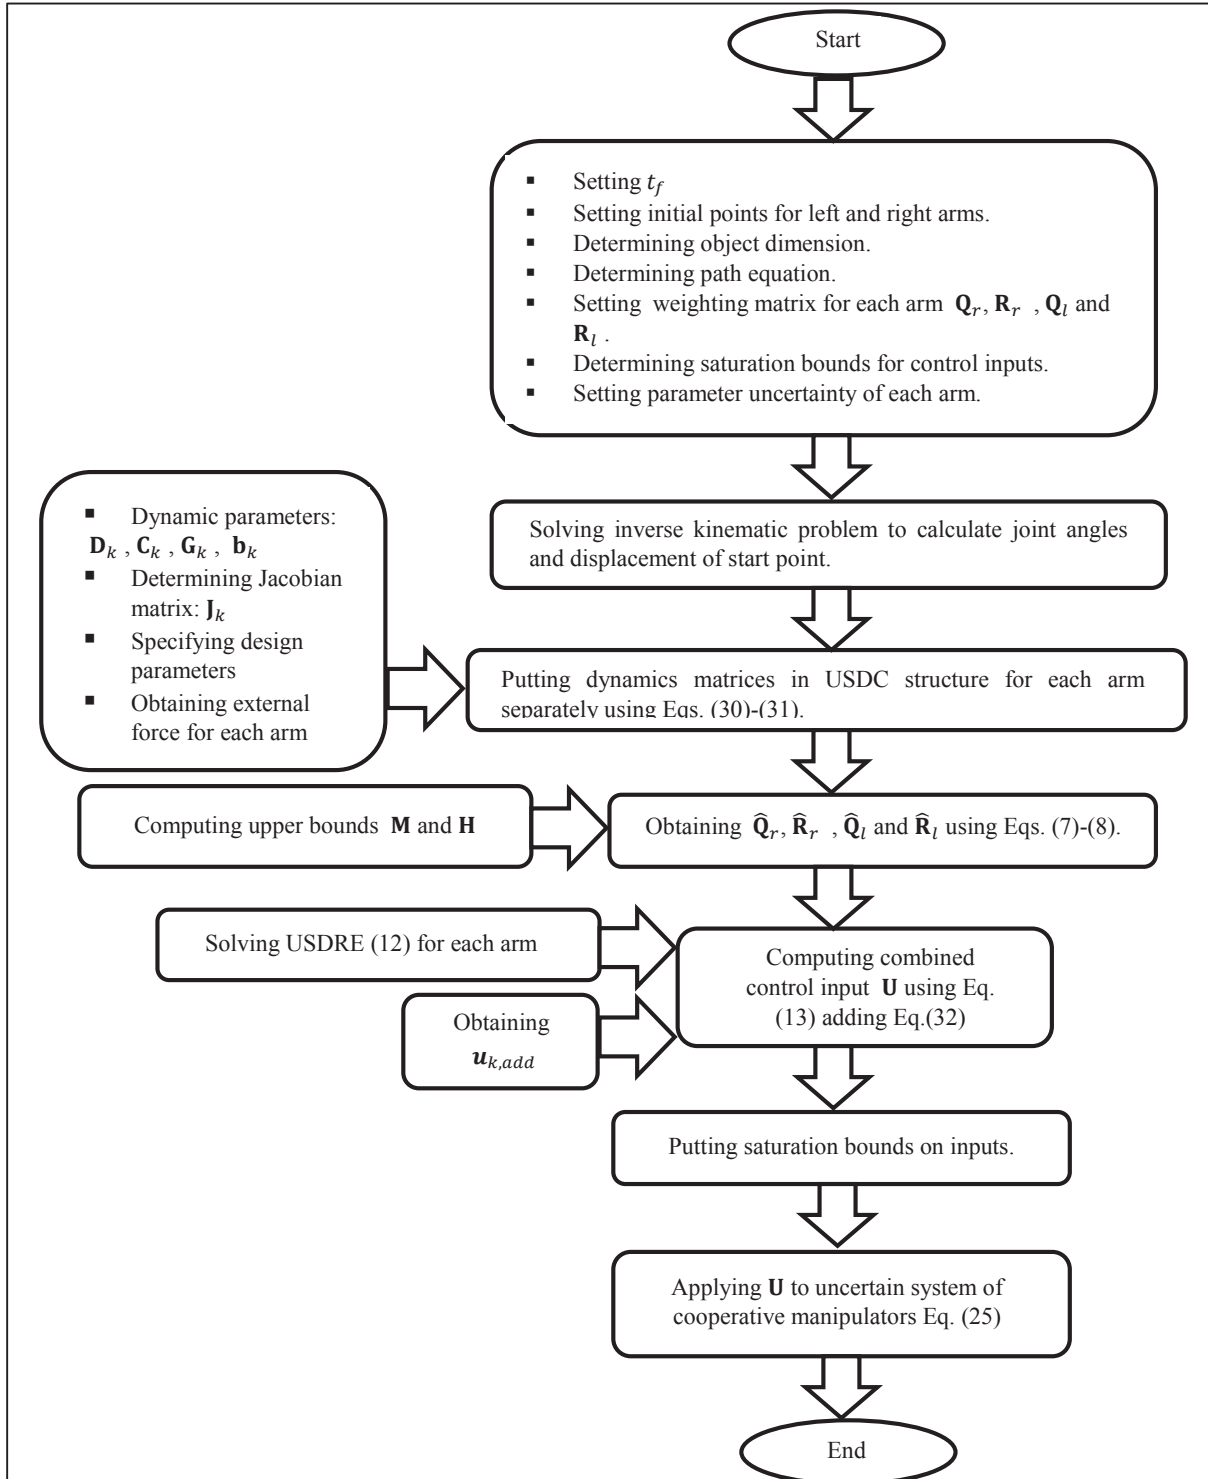 Start
▪ Setting t_f
▪ Setting initial points for left and right arms.
▪ Determining object dimension.
▪ Determining path equation.
▪ Setting weighting matrix for each arm Q_r, R_r , Q_l and
R_l .
▪ Determining saturation bounds for control inputs.
▪ Setting parameter uncertainty of each arm.
Solving inverse kinematic problem to calculate joint angles
and displacement of start point.
▪ Dynamic parameters:
D_k , C_k , G_k , b_k
▪ Determining Jacobian
matrix: J_k
▪ Specifying design
parameters
▪ Obtaining external
force for each arm
Putting dynamics matrices in USDC structure for each arm
separately using Eqs. (30)-(31).
Computing upper bounds M and H
Obtaining Q̂_r, R̂_r , Q̂_l and R̂_l using Eqs. (7)-(8).
Solving USDRE (12) for each arm
Obtaining
u_{k,add}
Computing combined
control input U using Eq.
(13) adding Eq.(32)
Putting saturation bounds on inputs.
Applying U to uncertain system of
cooperative manipulators Eq. (25)
End